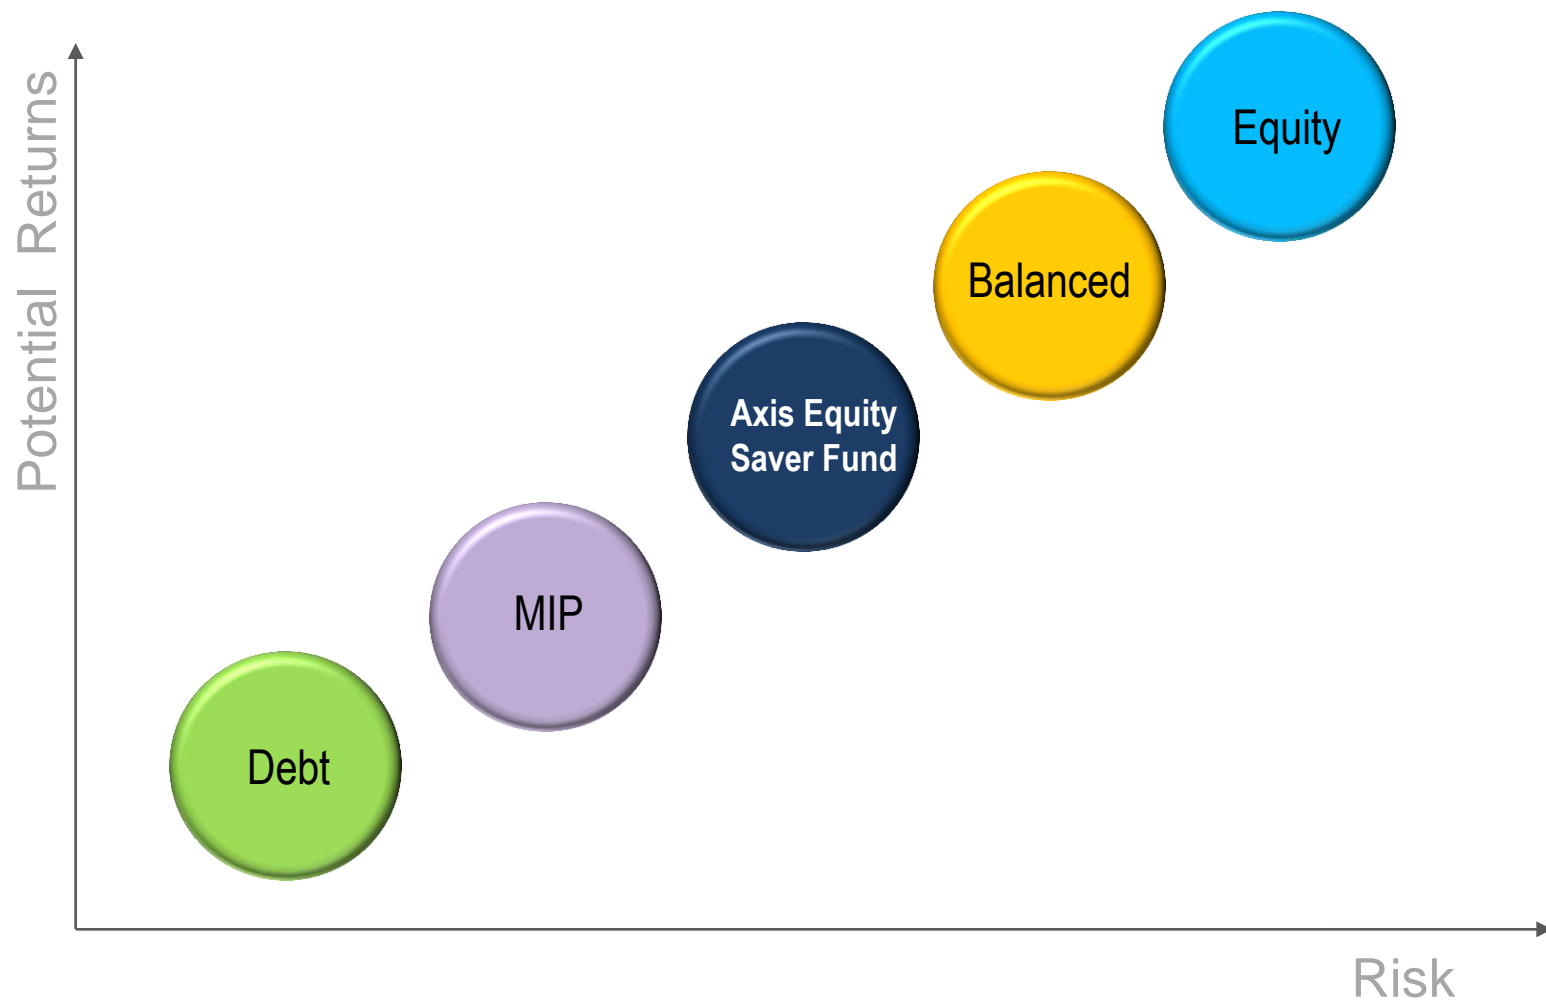 Potential Returns
Equity
Balanced
Axis Equity
Saver Fund
MIP
Debt
Risk